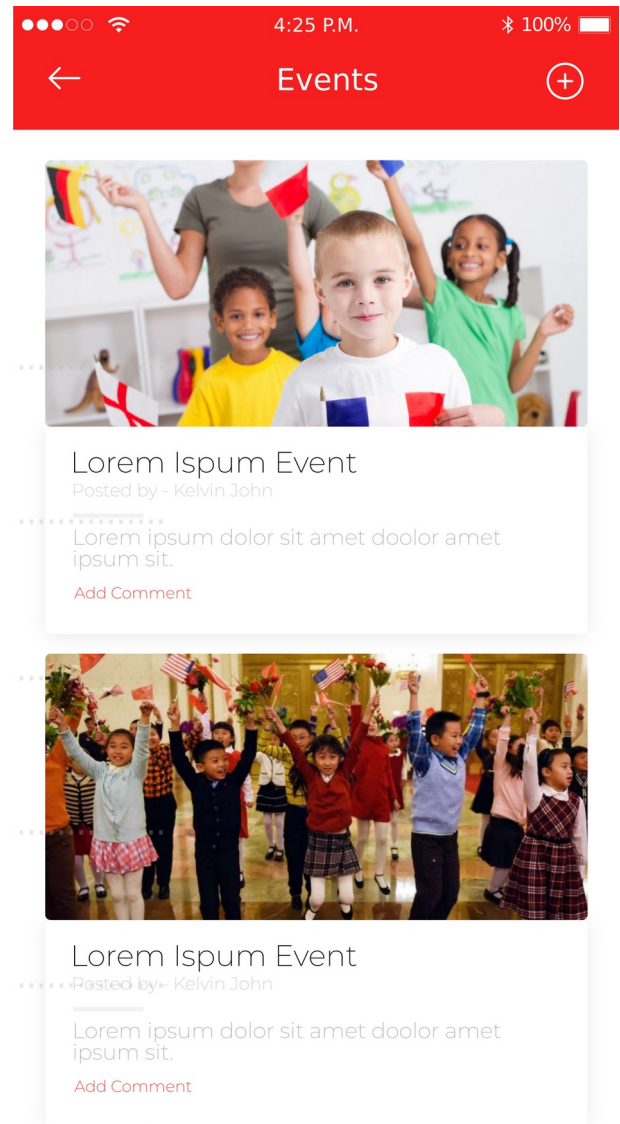 4:25 P.M.
100%
Events
Lorem Ispum Event
Posted by - Kelvin John
Lorem ipsum dolor sit amet doolor amet
ipsum sit.
Add Comment
Lorem Ispum Event
Posted by - Kelvin John
Lorem ipsum dolor sit amet doolor amet
ipsum sit.
Add Comment